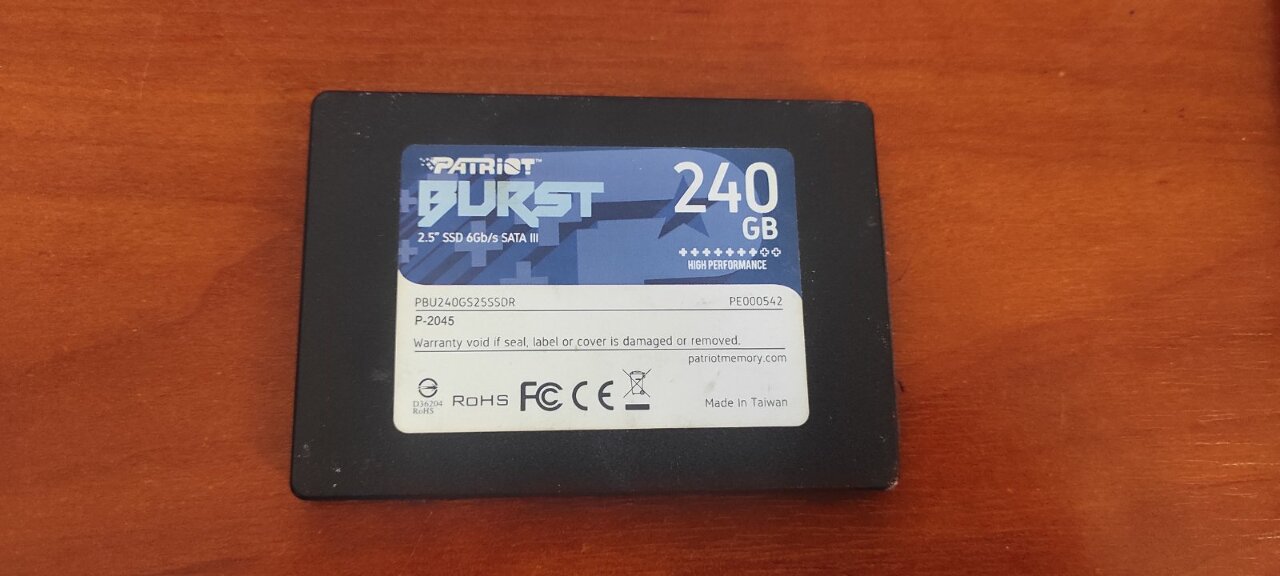 PATRIOT™
BURST
2.5" SSD 6Gb/s SATA III
240
GB
HIGH PERFORMANCE
PBU240GS25SSDR PE000542
P-2045
Warranty void if seal, label or cover is damaged or removed.
patriotmemory.com
D36204
RoHS
RoHS FC CE
Made In Taiwan